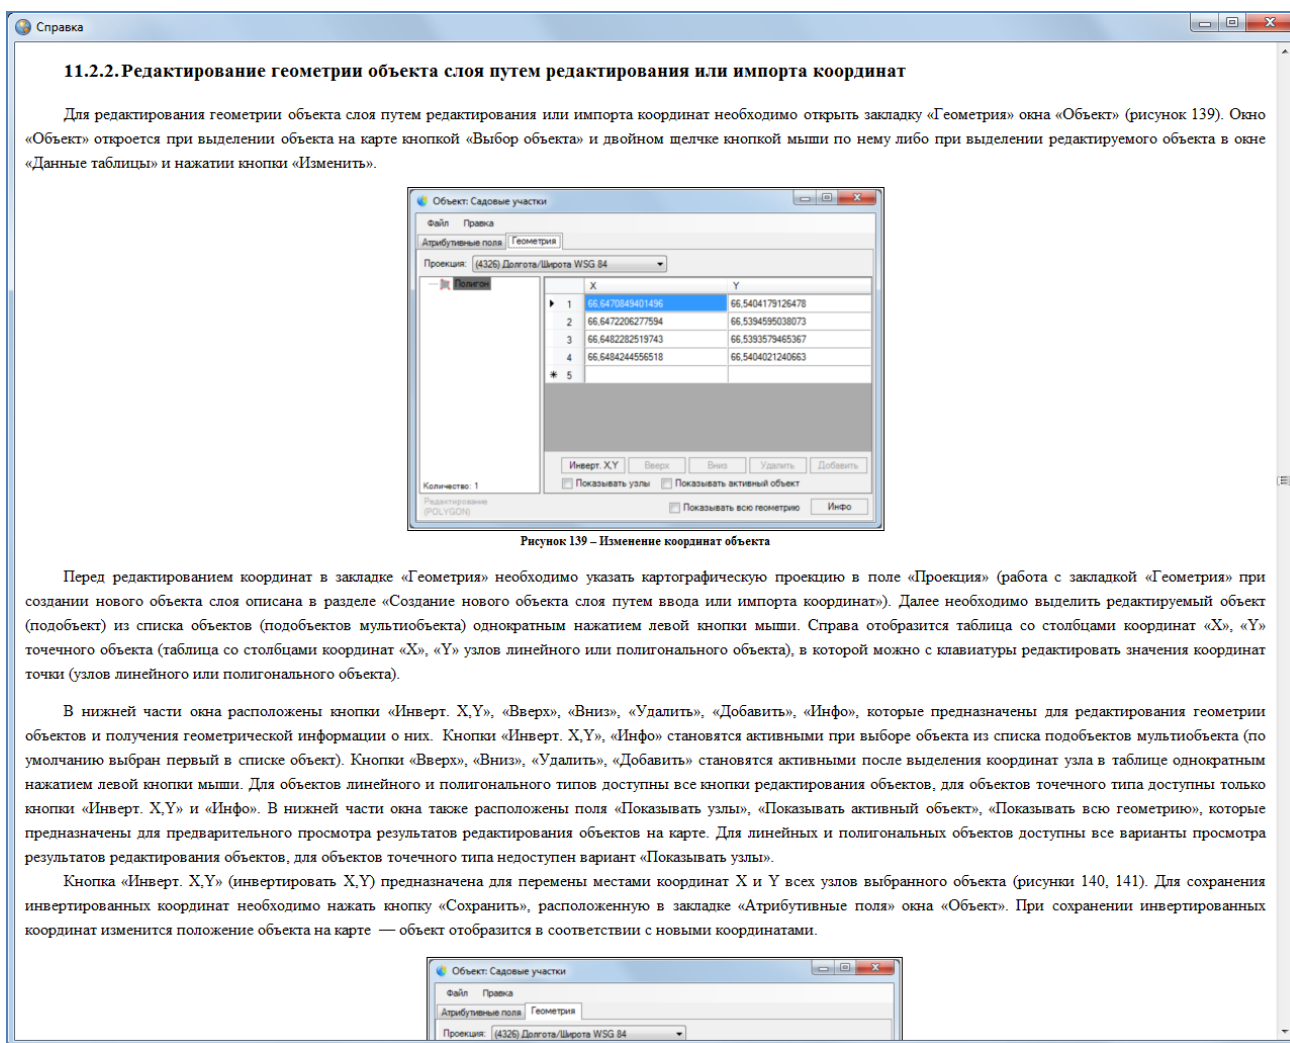 Справка
11.2.2. Редактирование геометрии объекта слоя путем редактирования или импорта координат
Для редактирования геометрии объекта слоя путем редактирования или импорта координат необходимо открыть закладку «Геометрия» окна «Объект» (рисунок 139). Окно
«Объект» откроется при выделении объекта на карте кнопкой «Выбор объекта» и двойном щелчке кнопкой мыши по нему либо при выделении редактируемого объекта в окне
«Данные таблицы» и нажатии кнопки «Изменить».
Объект: Садовые участки
Файл Правка
Атрибутивные поля Геометрия
Проекция: (4326) Долгота/Широта WSG 84
Полигон
X Y
1 66,6470849401496 66,5404179126478
2 66,6472206277594 66,5394595038073
3 66,6482282519743 66,5393579465367
4 66,6484244556518 66,5404021240663
5
Инверт. X,Y Вверх Вниз Удалить Добавить
Количество: 1 Показывать узлы Показывать активный объект
Редактирование
(POLYGON) Показывать всю геометрию Инфо
Рисунок 139 – Изменение координат объекта
Перед редактированием координат в закладке «Геометрия» необходимо указать картографическую проекцию в поле «Проекция» (работа с закладкой «Геометрия» при
создании нового объекта слоя описана в разделе «Создание нового объекта слоя путем ввода или импорта координат»). Далее необходимо выделить редактируемый объект
(подобъект) из списка объектов (подобъектов мультиобъекта) однократным нажатием левой кнопки мыши. Справа отобразится таблица со столбцами координат «X», «Y»
точечного объекта (таблица со столбцами координат «X», «Y» узлов линейного или полигонального объекта), в которой можно с клавиатуры редактировать значения координат
точки (узлов линейного или полигонального объекта).
В нижней части окна расположены кнопки «Инверт. X,Y», «Вверх», «Вниз», «Удалить», «Добавить», «Инфо», которые предназначены для редактирования геометрии
объектов и получения геометрической информации о них. Кнопки «Инверт. X,Y», «Инфо» становятся активными при выборе объекта из списка подобъектов мультиобъекта (по
умолчанию выбран первый в списке объект). Кнопки «Вверх», «Вниз», «Удалить», «Добавить» становятся активными после выделения координат узла в таблице однократным
нажатием левой кнопки мыши. Для объектов линейного и полигонального типов доступны все кнопки редактирования объектов, для объектов точечного типа доступны только
кнопки «Инверт. X,Y» и «Инфо». В нижней части окна также расположены поля «Показывать узлы», «Показывать активный объект», «Показывать всю геометрию», которые
предназначены для предварительного просмотра результатов редактирования объектов на карте. Для линейных и полигональных объектов доступны все варианты просмотра
результатов редактирования объектов, для объектов точечного типа недоступен вариант «Показывать узлы».
Кнопка «Инверт. X,Y» (инвертировать X,Y) предназначена для перемены местами координат X и Y всех узлов выбранного объекта (рисунки 140, 141). Для сохранения
инвертированных координат необходимо нажать кнопку «Сохранить», расположенную в закладке «Атрибутивные поля» окна «Объект». При сохранении инвертированных
координат изменится положение объекта на карте — объект отобразится в соответствии с новыми координатами.
Объект: Садовые участки
Файл Правка
Атрибутивные поля Геометрия
Проекция: (4326) Долгота/Широта WSG 84